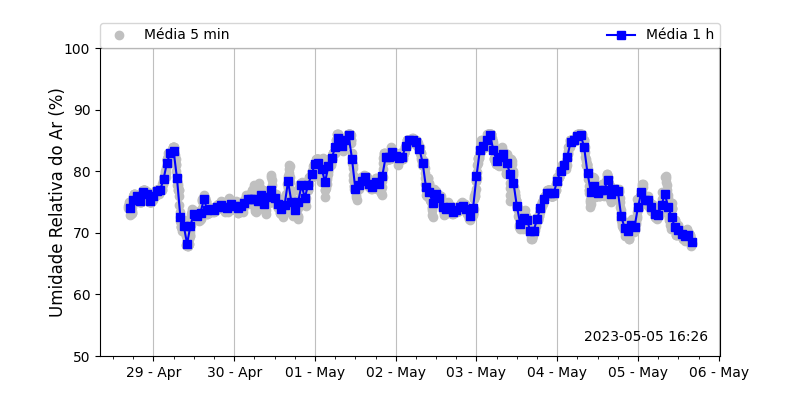 Média 5 min Média 1 h
Umidade Relativa do Ar (%)
100
90
80
70
60
50
2023-05-05 16:26
29 - Apr 30 - Apr 01 - May 02 - May 03 - May 04 - May 05 - May 06 - May